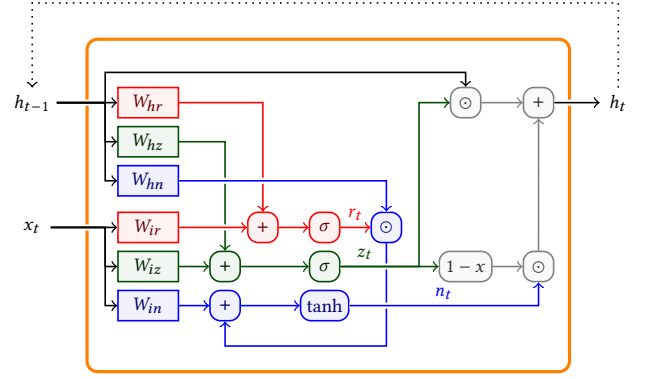 h_{t−1} W_{hr} ⊙ + h_t
W_{hz}
W_{hn}
r_t
x_t W_{ir} + σ ⊙
z_t
W_{iz} + σ 1 − x ⊙
n_t
W_{in} + tanh